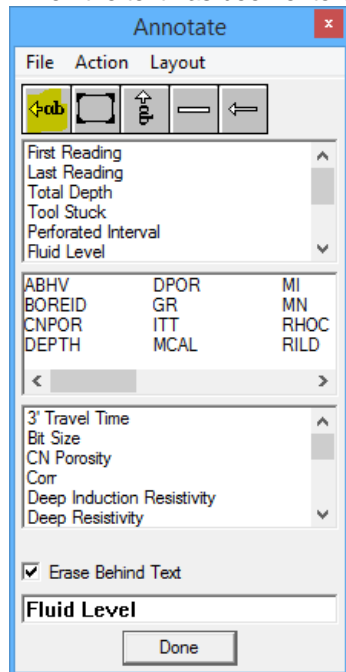 Annotate x
File Action Layout
ab ab
First Reading
Last Reading
Total Depth
Tool Stuck
Perforated Interval
Fluid Level
ABHV DPOR MI
BOREID GR MN
CNPOR ITT RHOC
DEPTH MCAL RILD
3' Travel Time
Bit Size
CN Porosity
Corr
Deep Induction Resistivity
Deep Resistivity
Erase Behind Text
Fluid Level
Done